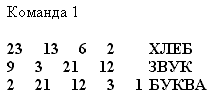 Команда 1
23 13 6 2 ХЛЕБ
9 3 21 12 ЗВУК
2 21 12 3 1 БУКВА